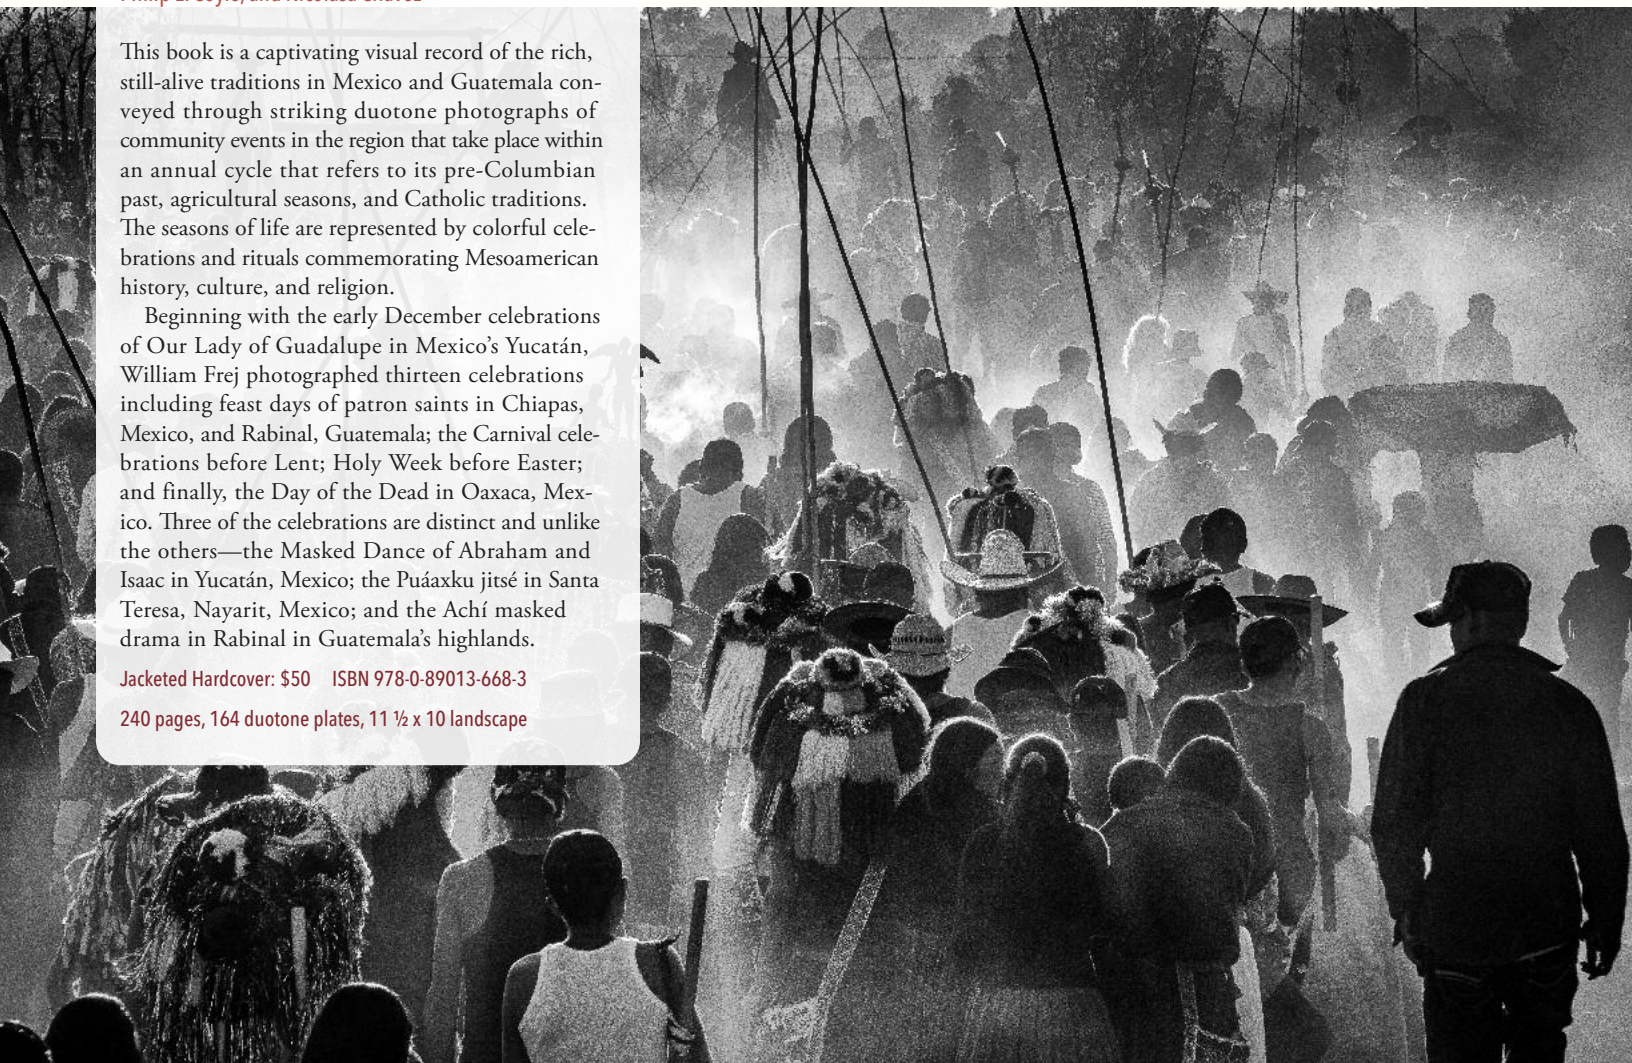 This book is a captivating visual record of the rich,
still-alive traditions in Mexico and Guatemala con-
veyed through striking duotone photographs of
community events in the region that take place within
an annual cycle that refers to its pre-Columbian
past, agricultural seasons, and Catholic traditions.
The seasons of life are represented by colorful cele-
brations and rituals commemorating Mesoamerican
history, culture, and religion.
Beginning with the early December celebrations
of Our Lady of Guadalupe in Mexico’s Yucatán,
William Frej photographed thirteen celebrations
including feast days of patron saints in Chiapas,
Mexico, and Rabinal, Guatemala; the Carnival cele-
brations before Lent; Holy Week before Easter;
and finally, the Day of the Dead in Oaxaca, Mex-
ico. Three of the celebrations are distinct and unlike
the others—the Masked Dance of Abraham and
Isaac in Yucatán, Mexico; the Puáaxku jitsé in Santa
Teresa, Nayarit, Mexico; and the Achí masked
drama in Rabinal in Guatemala’s highlands.
Jacketed Hardcover: $50 ISBN 978-0-89013-668-3
240 pages, 164 duotone plates, 11 ½ x 10 landscape